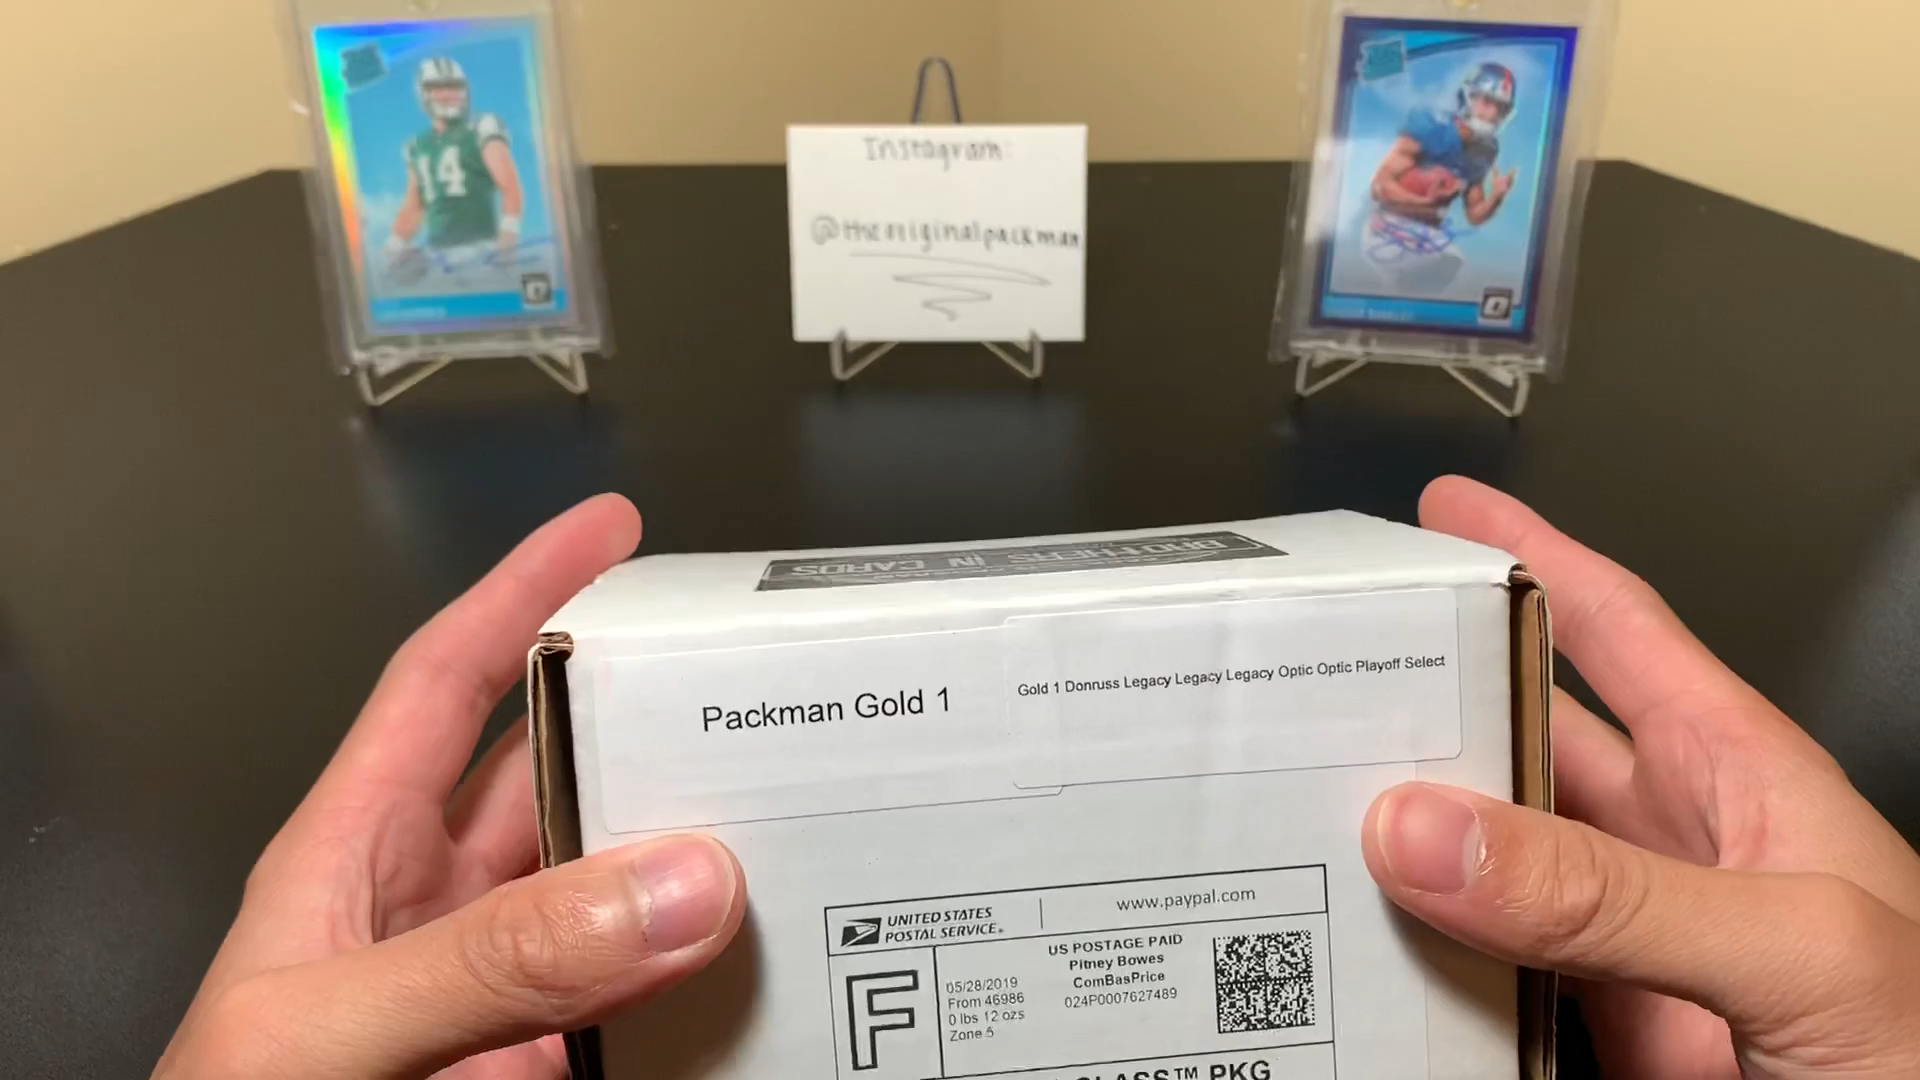 14
Instagram:
@theoriginalpackman
BROTHERS IN CARDS
Packman Gold 1
Gold 1 Donruss Legacy Legacy Legacy Optic Optic Playoff Select
UNITED STATES
POSTAL SERVICE®
www.paypal.com
F
05/28/2019
From 46986
0 lbs 12 ozs
Zone 5
US POSTAGE PAID
Pitney Bowes
ComBasPrice
024P0007627489
CLASS™ PKG